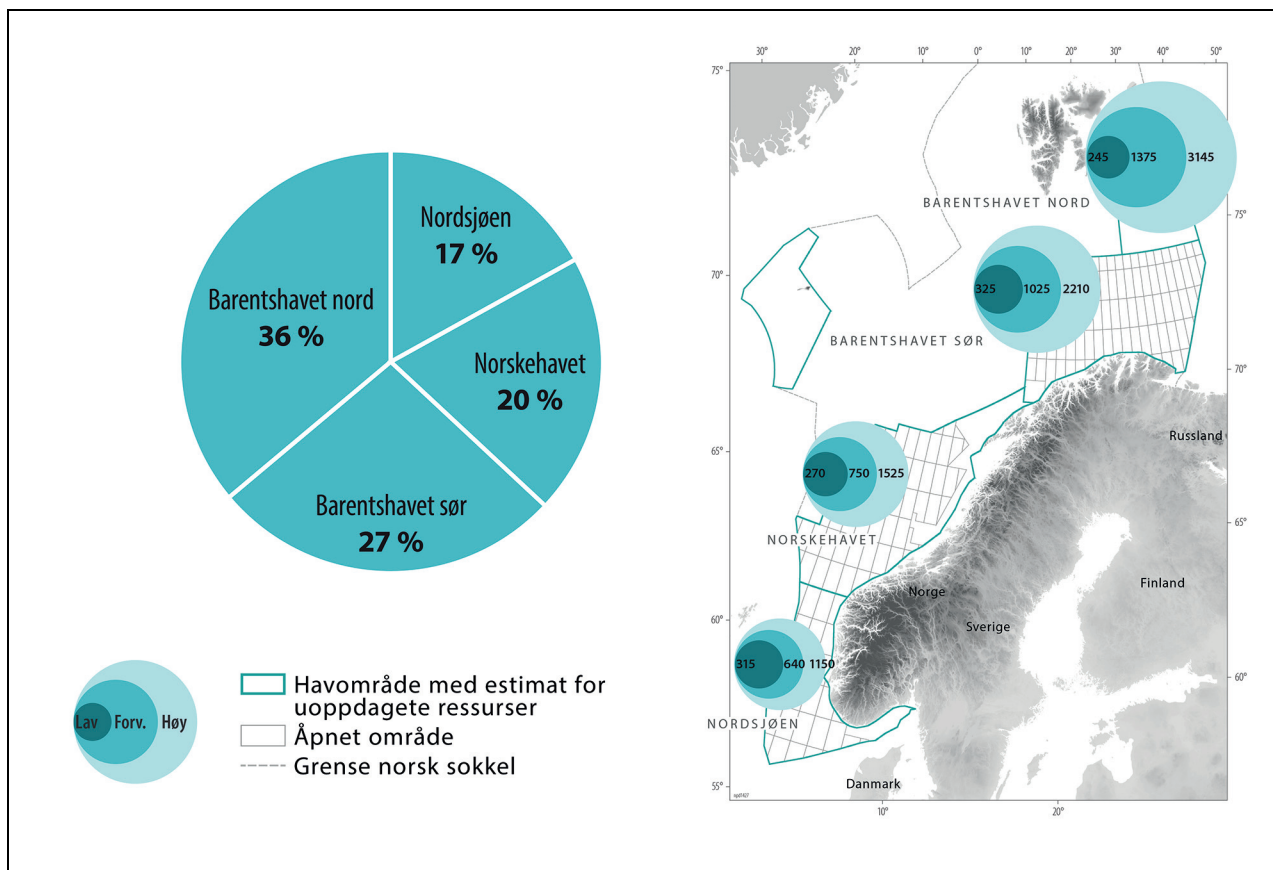 Nordsjøen
17 %
Barentshavet nord
36 %
Norskehavet
20 %
Barentshavet sør
27 %
Lav Forv. Høy
Havområde med estimat for
uoppdagete ressurser
Åpnet område
Grense norsk sokkel
30° 20° 10° 0° 10° 20° 30° 40° 50°
75°
245 1375 3145
BARENTSHAVET NORD
75°
70°
325 1025 2210
BARENTSHAVET SØR
70°
Russland
65°
270 750 1525
65°
NORSKEHAVET
Finland
Norge
60°
Sverige
315 640 1150
60°
NORDSJØEN
55°
Danmark
10° 20°